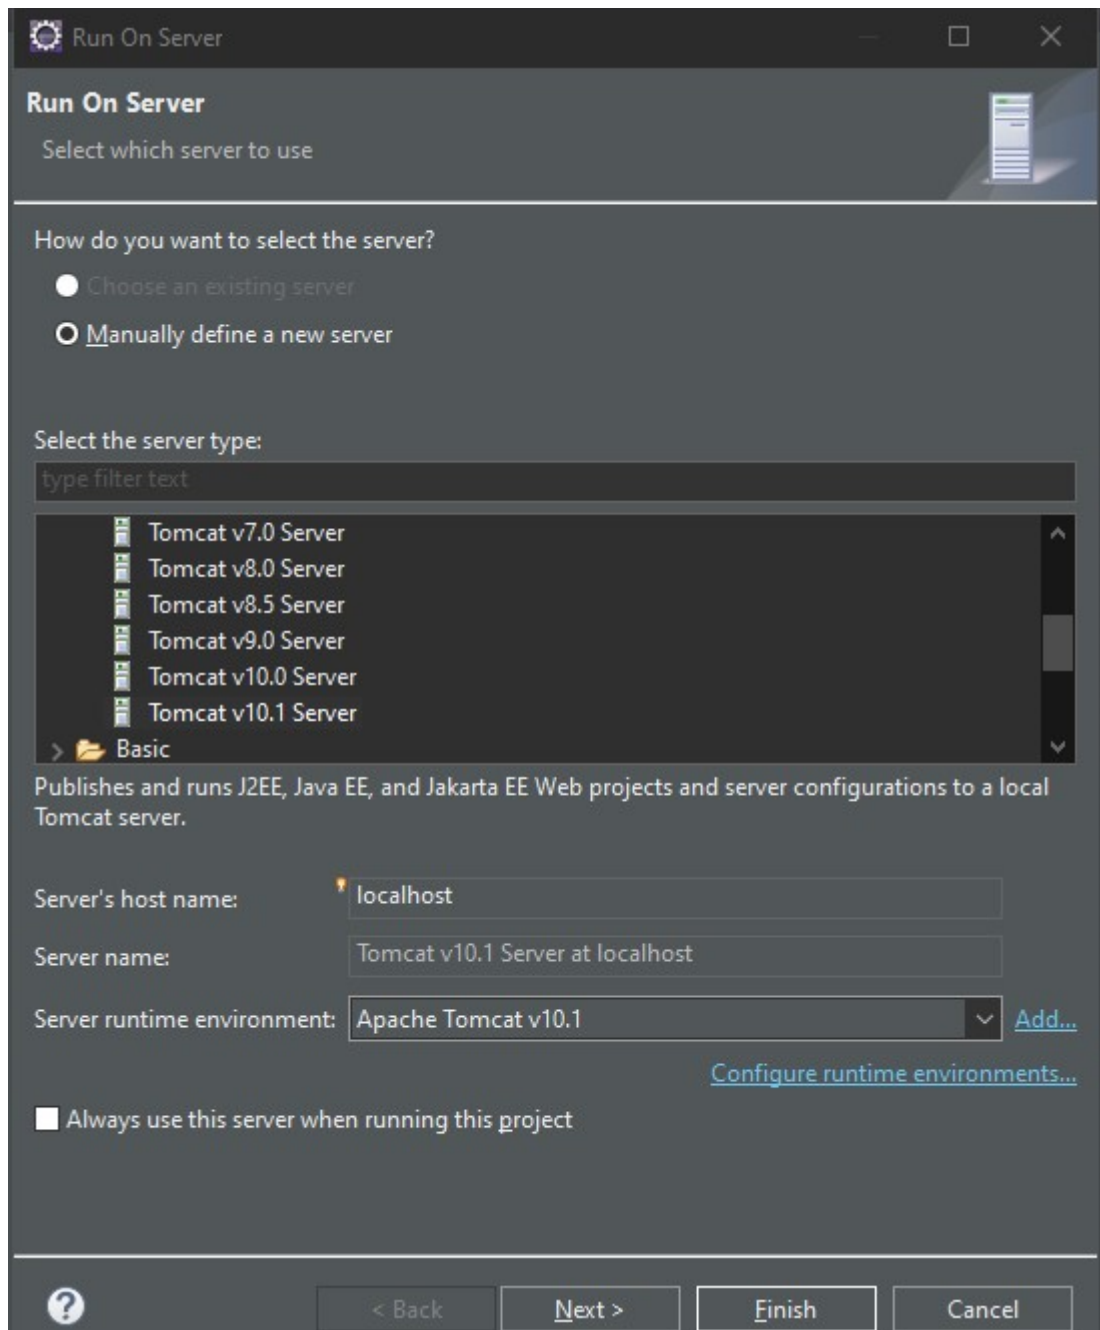 Run On Server
Run On Server
Select which server to use
How do you want to select the server?
Choose an existing server
Manually define a new server
Select the server type:
type filter text
Tomcat v7.0 Server
Tomcat v8.0 Server
Tomcat v8.5 Server
Tomcat v9.0 Server
Tomcat v10.0 Server
Tomcat v10.1 Server
Basic
Publishes and runs J2EE, Java EE, and Jakarta EE Web projects and server configurations to a local
Tomcat server.
Server's host name: localhost
Server name: Tomcat v10.1 Server at localhost
Server runtime environment: Apache Tomcat v10.1 Add...
Configure runtime environments...
Always use this server when running this project
? < Back Next > Finish Cancel